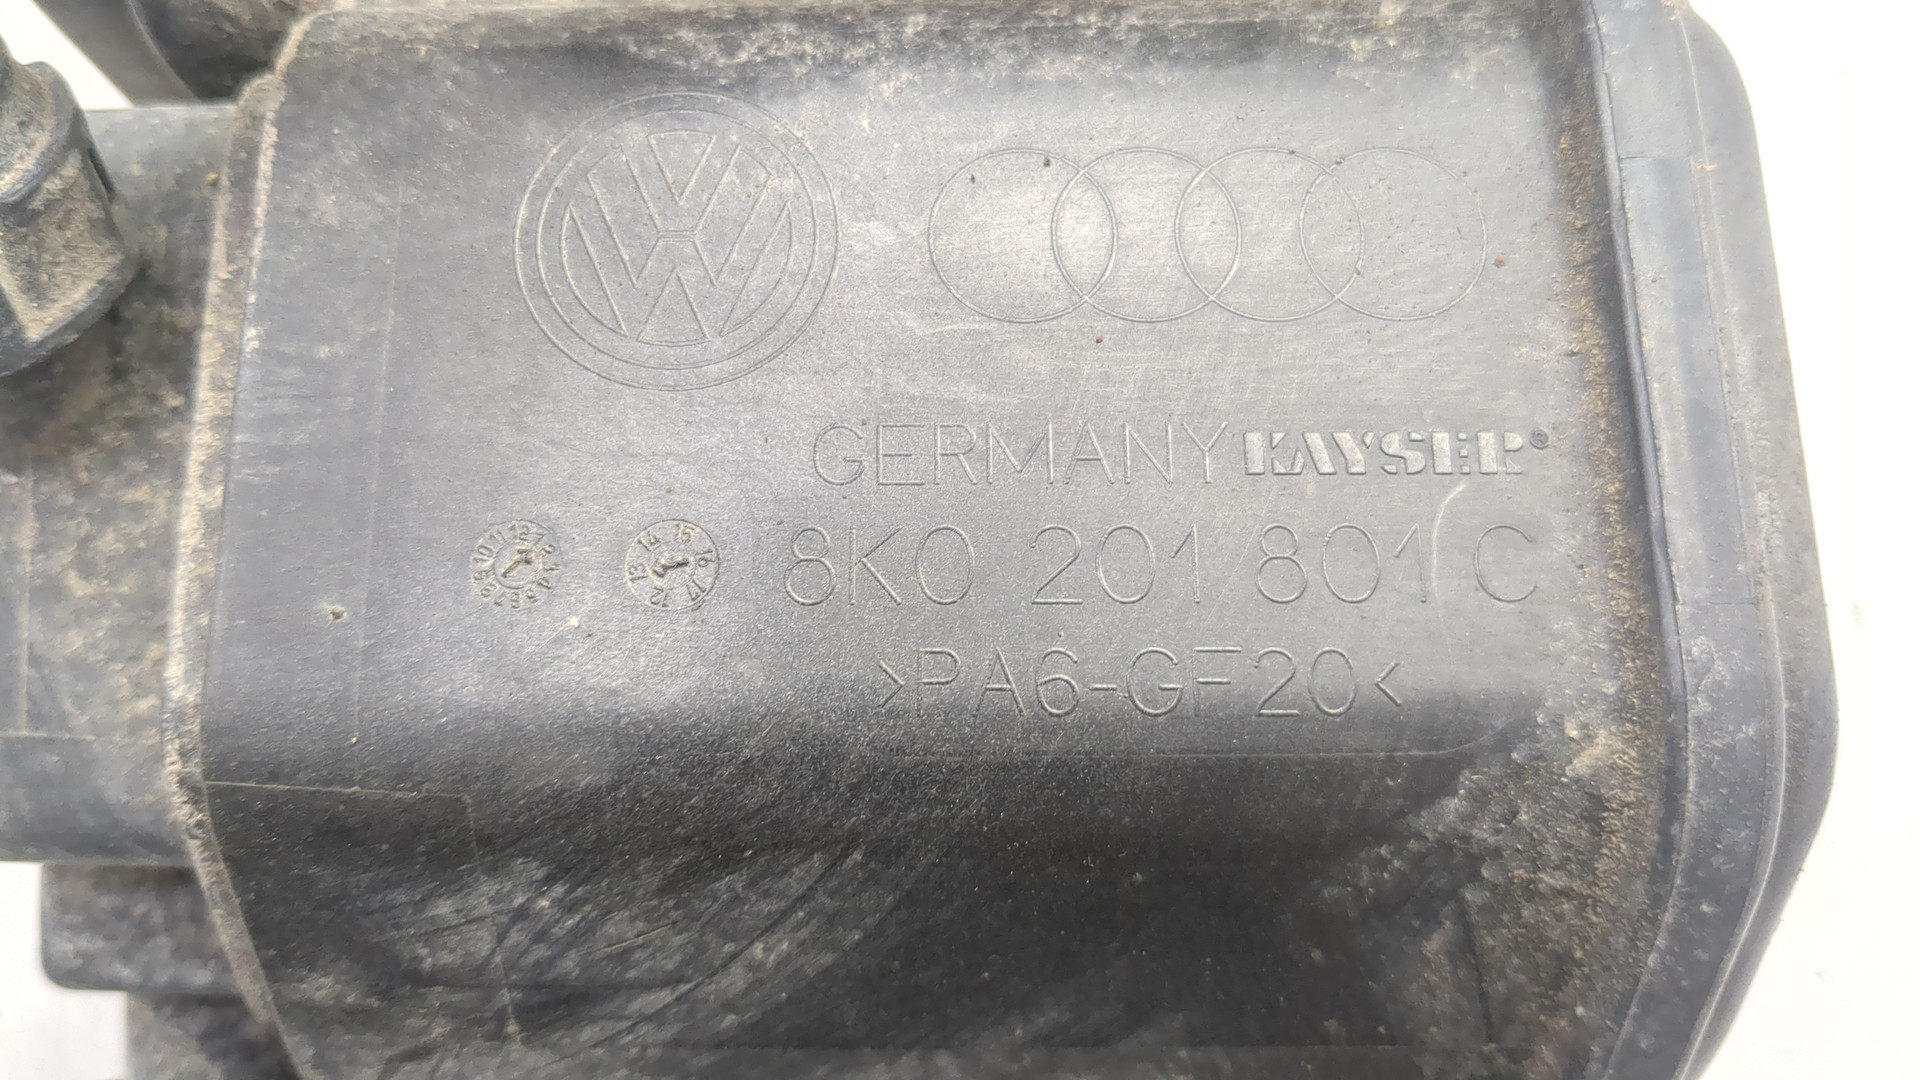 GERMANY KAYSER®
8K0 201 801 C
>PA6-GF20<